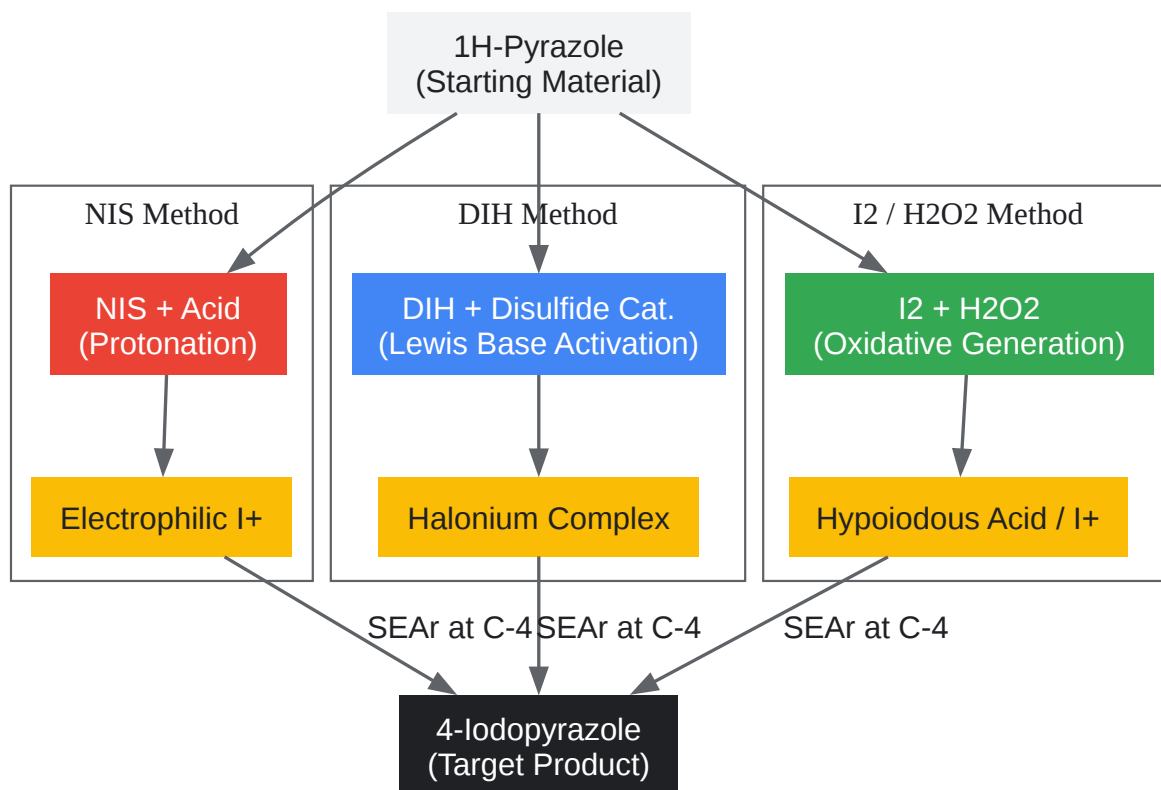 1H-Pyrazole
(Starting Material)
NIS Method
DIH Method
I2 / H2O2 Method
NIS + Acid
(Protonation)
DIH + Disulfide Cat.
(Lewis Base Activation)
I2 + H2O2
(Oxidative Generation)
Electrophilic I+
Halonium Complex
Hypoiodous Acid / I+
SEAr at C-4
SEAr at C-4
SEAr at C-4
4-Iodopyrazole
(Target Product)